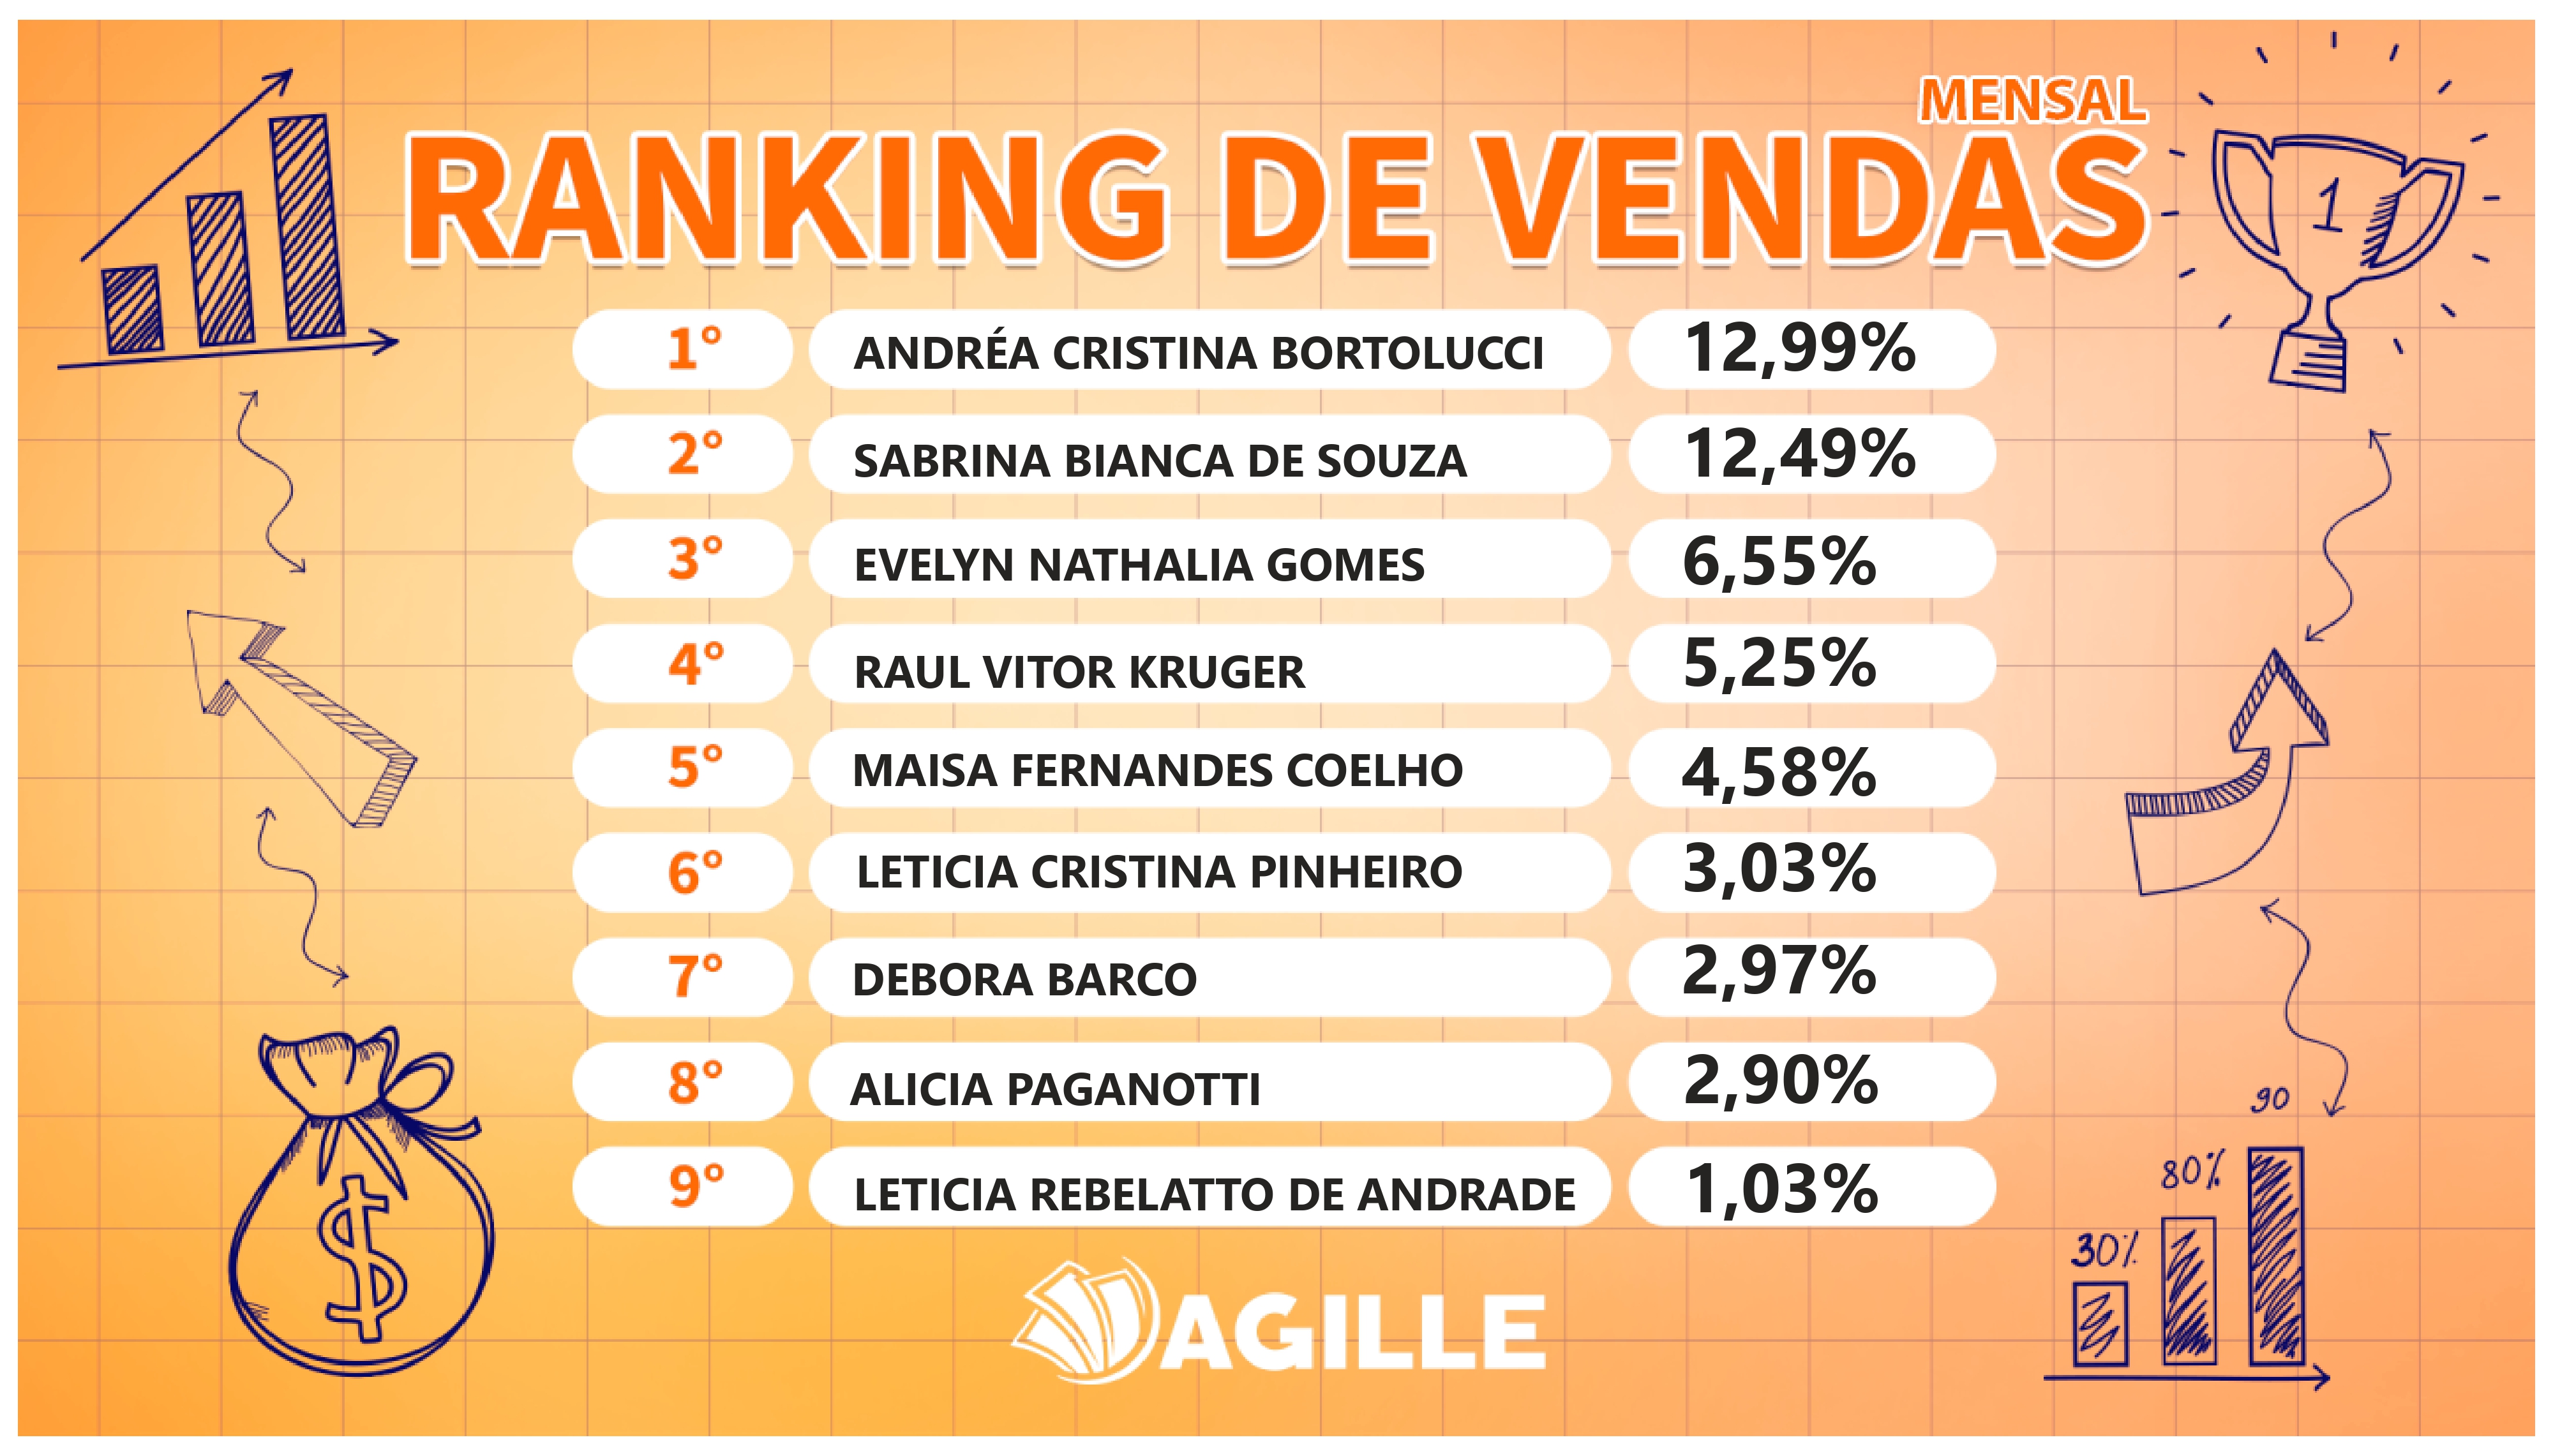 MENSAL
RANKING DE VENDAS
1
1° ANDRÉA CRISTINA BORTOLUCCI 12,99%
2° SABRINA BIANCA DE SOUZA 12,49%
3° EVELYN NATHALIA GOMES 6,55%
4° RAUL VITOR KRUGER 5,25%
5° MAISA FERNANDES COELHO 4,58%
6° LETICIA CRISTINA PINHEIRO 3,03%
7° DEBORA BARCO 2,97%
8° ALICIA PAGANOTTI 2,90%
9° LETICIA REBELATTO DE ANDRADE 1,03%
90
80%
30%
$
AGILLE